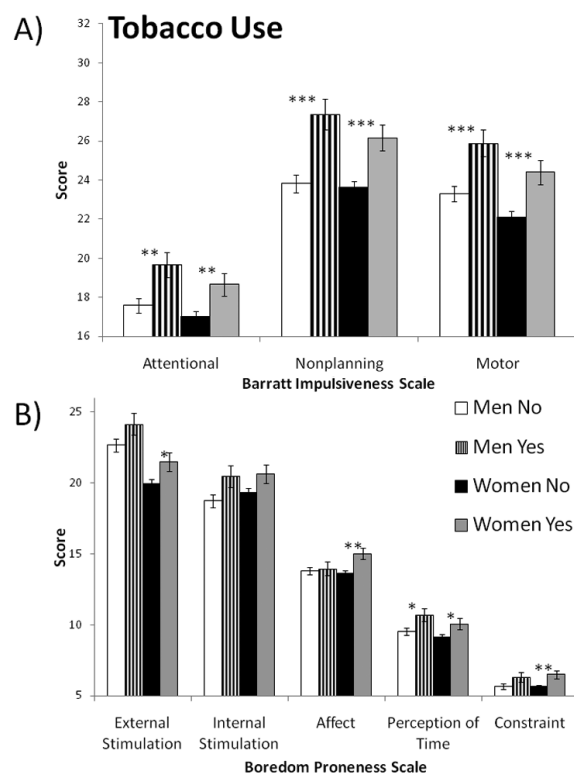 A) Tobacco Use
32
30
28
26
24
22
20
18
16
Score
** ** *** *** *** ***
Attentional Nonplanning Motor
Barratt Impulsiveness Scale
B)
25
20
15
10
5
Score
* ** * * **
Men No
Men Yes
Women No
Women Yes
External Internal Affect Perception of Constraint
Stimulation Stimulation Time
Boredom Proneness Scale